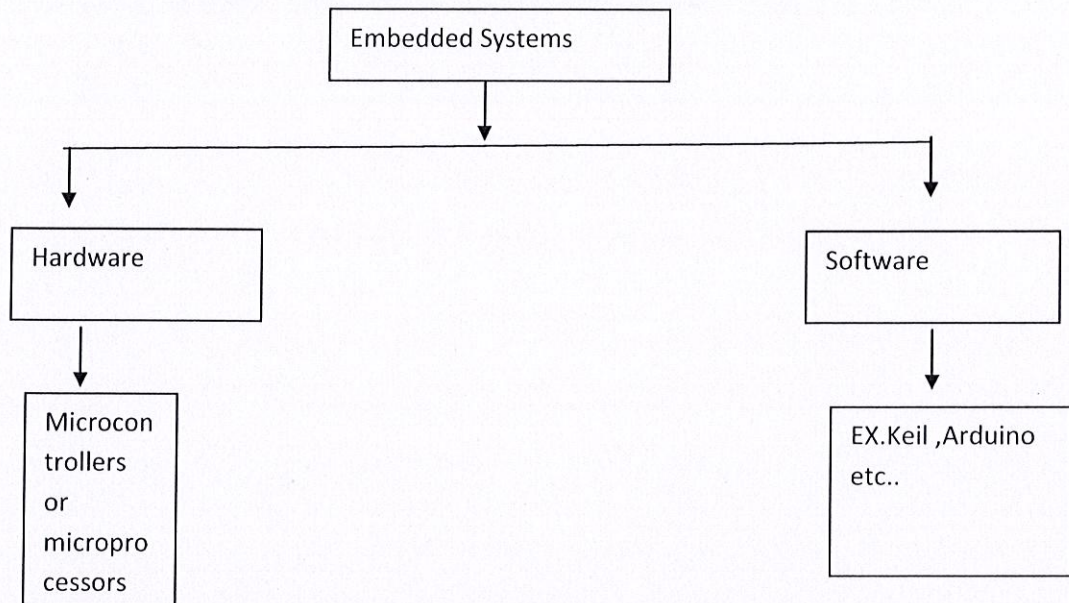 Embedded Systems
Hardware
Software
Microcon
trollers
or
micropro
cessors
EX.Keil ,Arduino
etc..